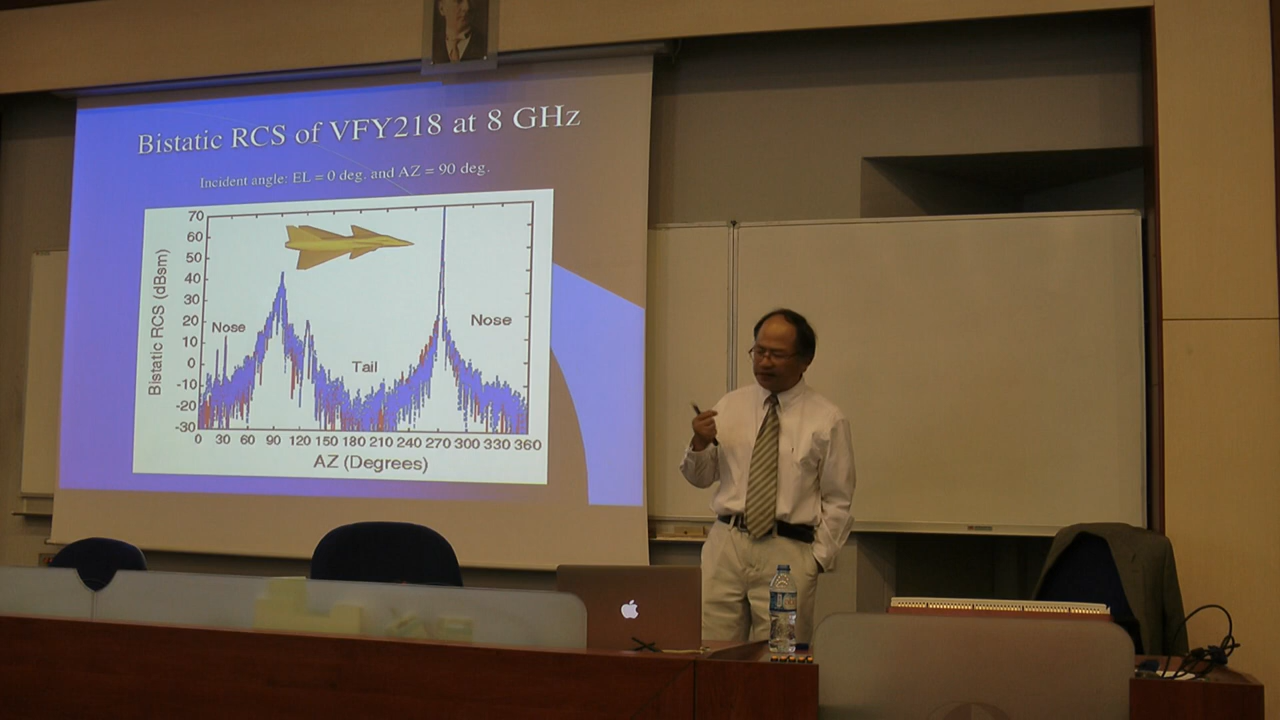 Bistatic RCS of VFY218 at 8 GHz
Incident angle: EL = 0 deg. and AZ = 90 deg.
70
60
50
40
30
20
10
0
-10
-20
-30
Bistatic RCS (dBsm)
Nose
Tail
Nose
0 30 60 90 120 150 180 210 240 270 300 330 360
AZ (Degrees)